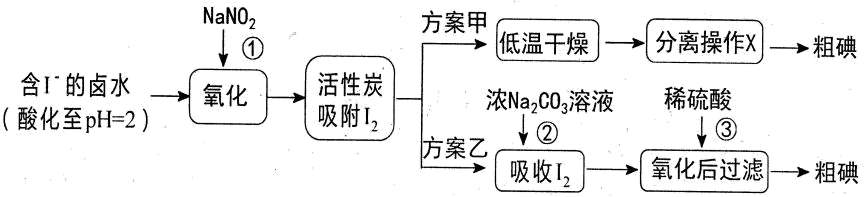 NaNO₂
①
含I⁻的卤水
（酸化至pH=2）
氧化
活性炭
吸附I₂
方案甲
低温干燥
分离操作X
粗碘
方案乙
浓Na₂CO₃溶液
②
吸收I₂
稀硫酸
③
氧化后过滤
粗碘